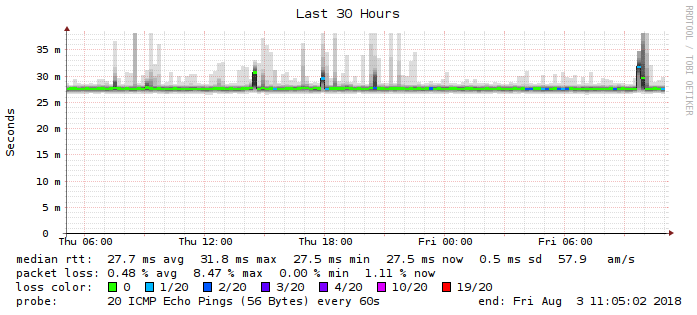 Last 30 Hours
RRDTOOL / TOBI OETIKER
Seconds
35 m
30 m
25 m
20 m
15 m
10 m
5 m
0
Thu 06:00 Thu 12:00 Thu 18:00 Fri 00:00 Fri 06:00
median rtt: 27.7 ms avg 31.8 ms max 27.5 ms min 27.5 ms now 0.5 ms sd 57.9 am/s
packet loss: 0.48 % avg 8.47 % max 0.00 % min 1.11 % now
loss color: 0 1/20 2/20 3/20 4/20 10/20 19/20
probe: 20 ICMP Echo Pings (56 Bytes) every 60s end: Fri Aug 3 11:05:02 2018